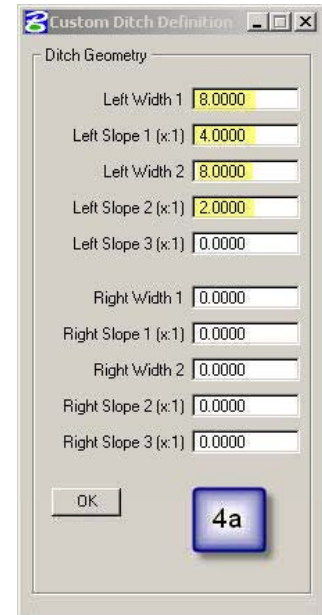 Custom Ditch Definition
Ditch Geometry
Left Width 1 8.0000
Left Slope 1 (x:1) 4.0000
Left Width 2 8.0000
Left Slope 2 (x:1) 2.0000
Left Slope 3 (x:1) 0.0000
Right Width 1 0.0000
Right Slope 1 (x:1) 0.0000
Right Width 2 0.0000
Right Slope 2 (x:1) 0.0000
Right Slope 3 (x:1) 0.0000
OK
4a